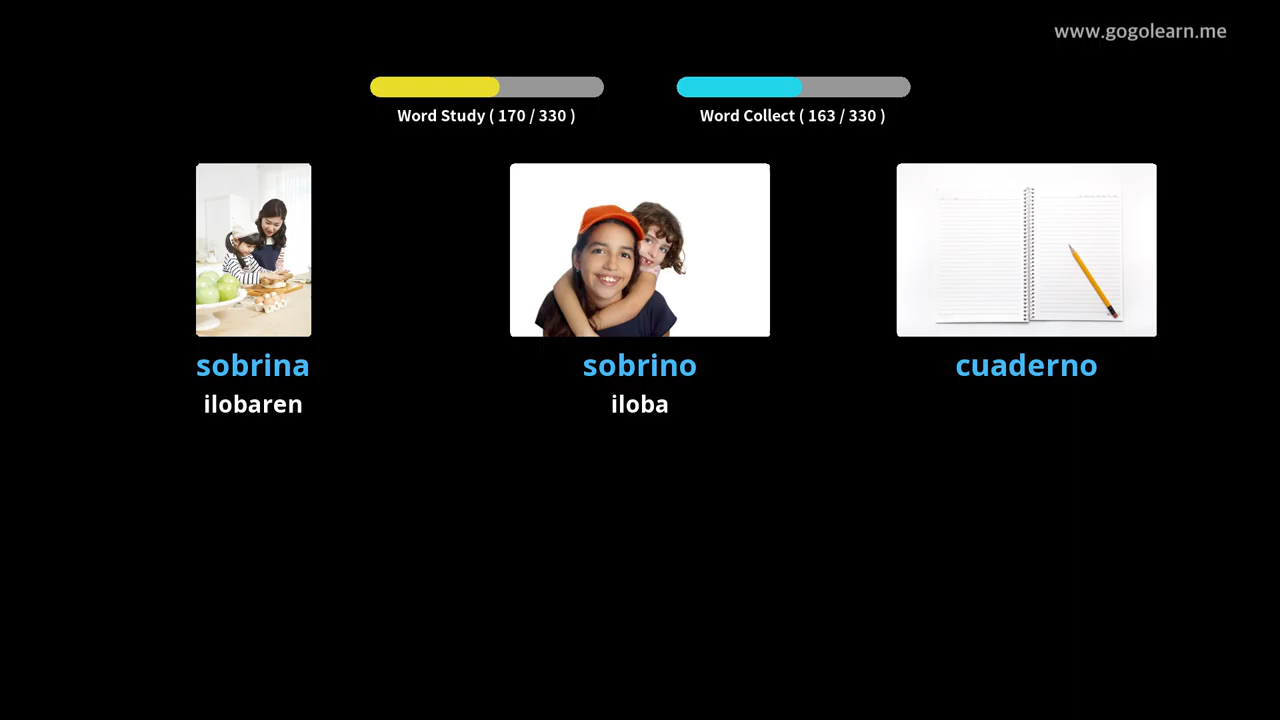 www.gogolearn.me
Word Study ( 170 / 330 )
Word Collect ( 163 / 330 )
sobrina
sobrino
cuaderno
ilobaren
iloba